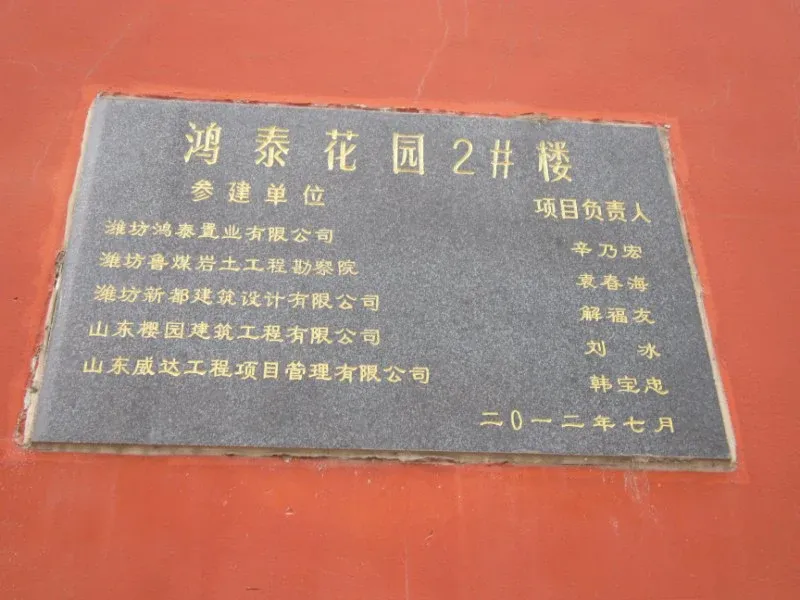 鸿泰花园2#楼
参建单位 项目负责人
潍坊鸿泰置业有限公司 辛乃宏
潍坊鲁煤岩土工程勘察院 袁春海
潍坊新都建筑设计有限公司 解福友
山东樱园建筑工程有限公司 刘 冰
山东威达工程项目管理有限公司 韩宝忠
二0一二年七月